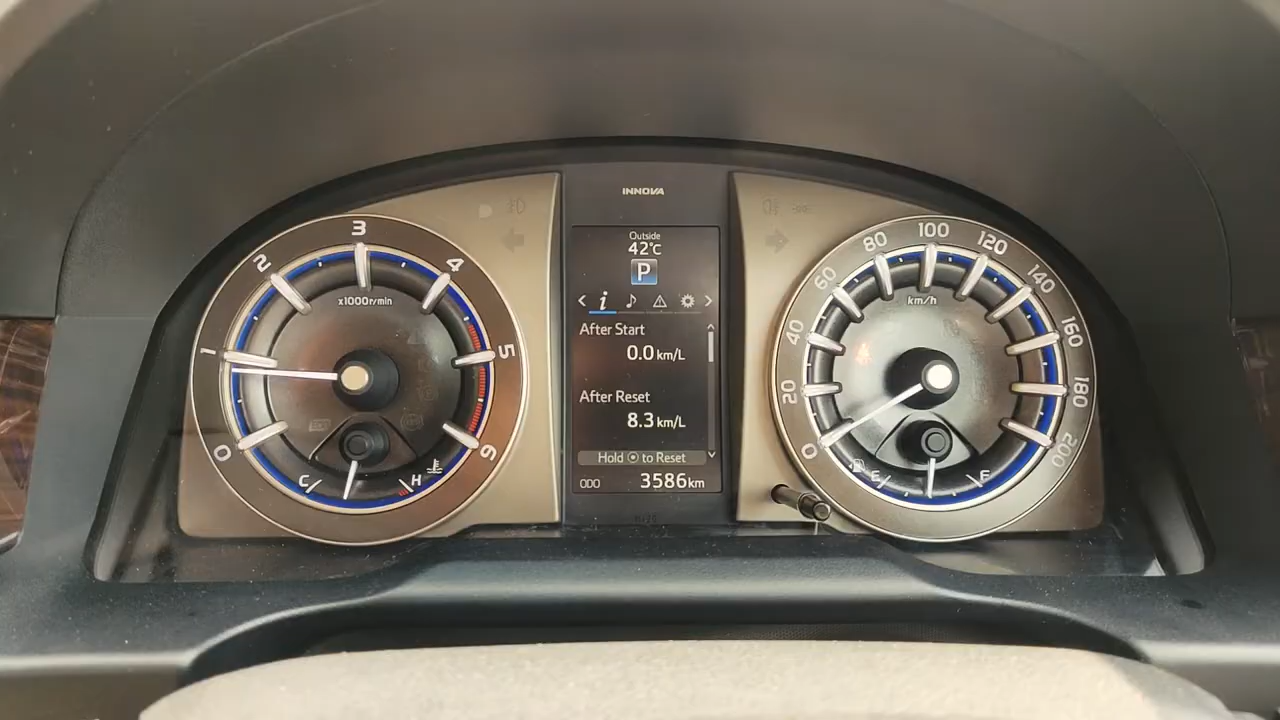 INNOVA
Outside
42°C
P
i
After Start
0.0 km/L
After Reset
8.3 km/L
Hold ⦿ to Reset
ODO 3586 km
0 1 2 3 4 5 6
x1000r/min
C H
0 20 40 60 80 100 120 140 160 180 200
km/h
E F